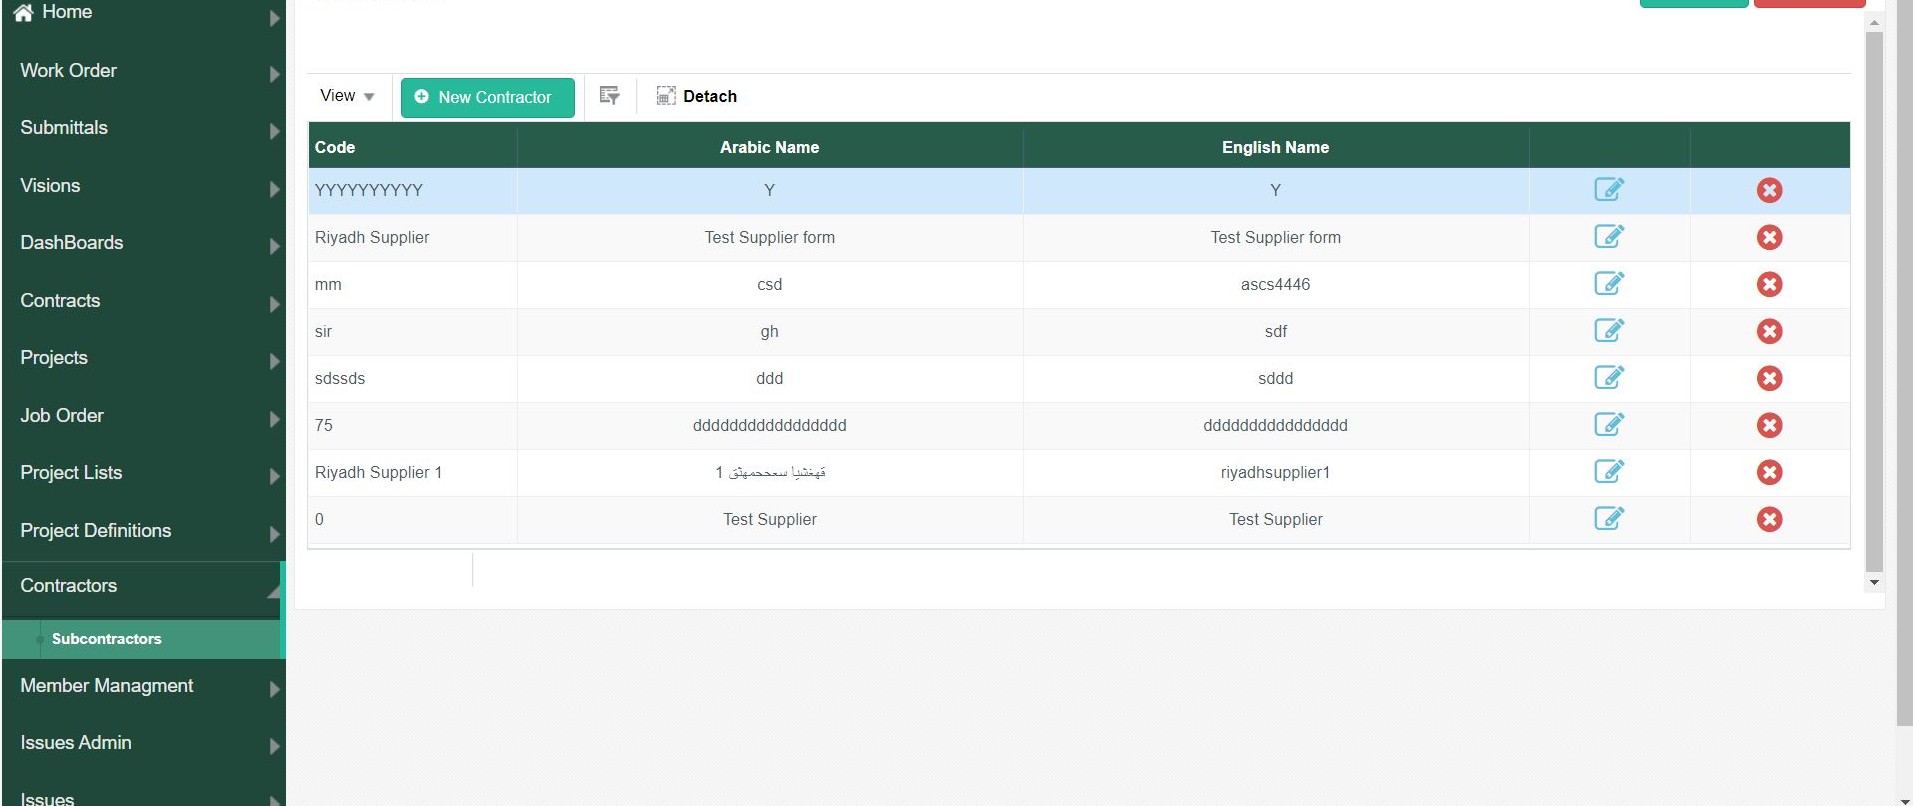 Home
Work Order
Submittals
Visions
DashBoards
Contracts
Projects
Job Order
Project Lists
Project Definitions
Contractors
Subcontractors
Member Managment
Issues Admin
Issues
View New Contractor Detach
Code Arabic Name English Name
YYYYYYYYYY Y Y
Riyadh Supplier Test Supplier form Test Supplier form
mm csd ascs4446
sir gh sdf
sdssds ddd sddd
75 ddddddddddddddddd dddddddddddddddd
Riyadh Supplier 1 قهغشيا سعححمهثق 1 riyadhsupplier1
0 Test Supplier Test Supplier